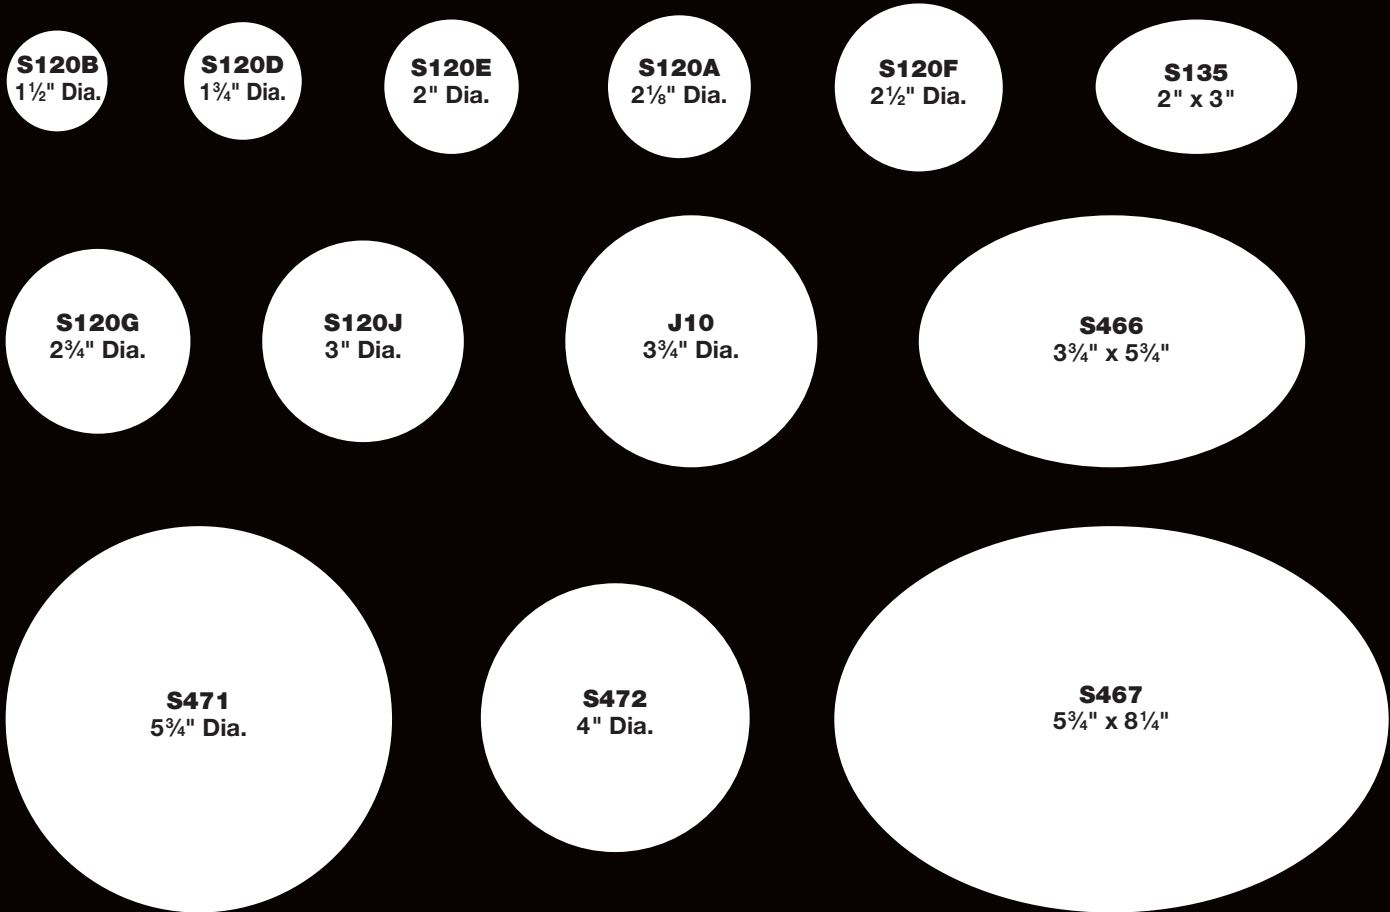 S120B
1½" Dia.
S120D
1¾" Dia.
S120E
2" Dia.
S120A
2⅛" Dia.
S120F
2½" Dia.
S135
2" x 3"
S120G
2¾" Dia.
S120J
3" Dia.
J10
3¾" Dia.
S466
3¾" x 5¾"
S471
5¾" Dia.
S472
4" Dia.
S467
5¾" x 8¼"